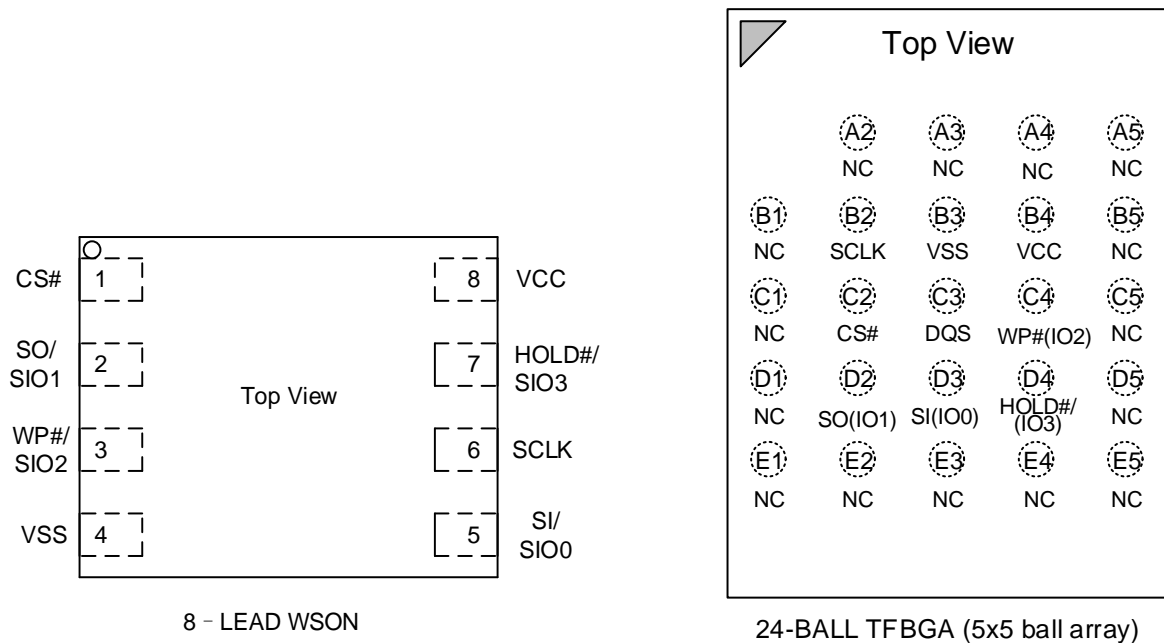 CS#
1
8
VCC
SO/
SIO1
2
7
HOLD#/
SIO3
Top View
WP#/
SIO2
3
6
SCLK
VSS
4
5
SI/
SIO0
8 - LEAD WSON
Top View
A2 A3 A4 A5
NC NC NC NC
B1 B2 B3 B4 B5
NC SCLK VSS VCC NC
C1 C2 C3 C4 C5
NC CS# DQS WP#(IO2) NC
D1 D2 D3 D4 D5
NC SO(IO1) SI(IO0) HOLD#/
(IO3) NC
E1 E2 E3 E4 E5
NC NC NC NC NC
24-BALL TFBGA (5x5 ball array)